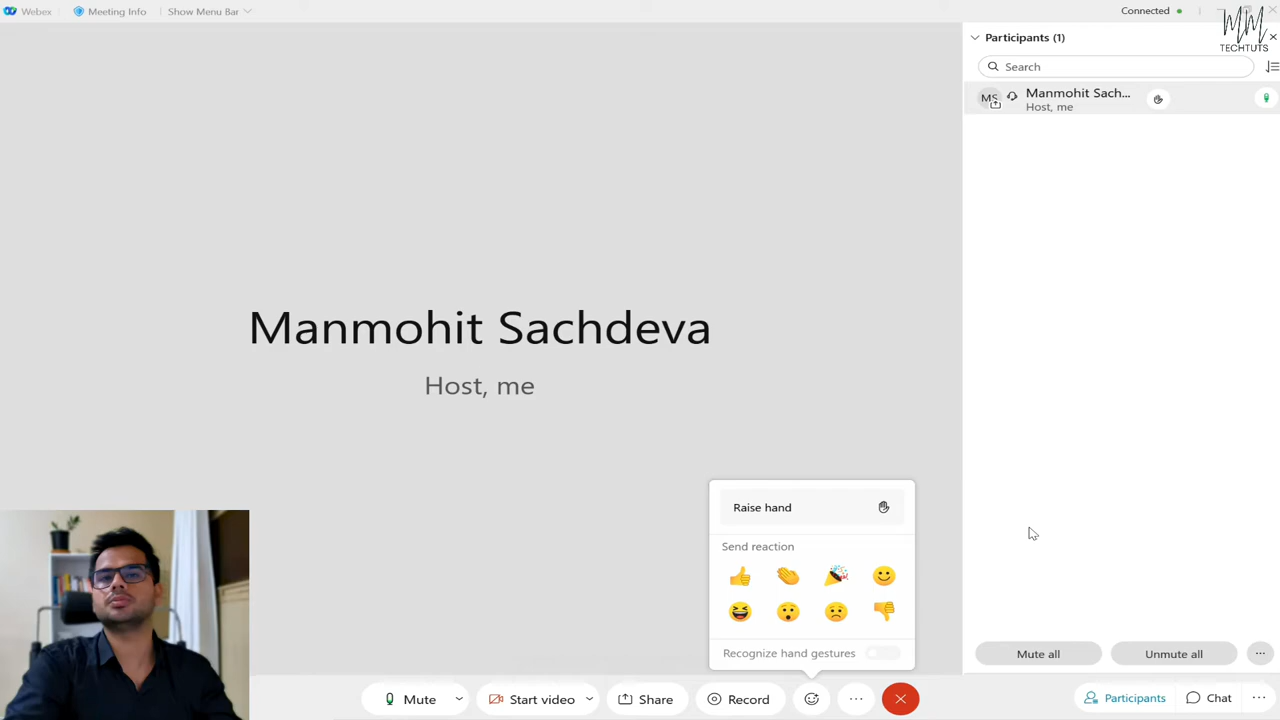 Webex
Meeting Info
Show Menu Bar
Connected
MM
TECHTUTS
Participants (1)
Search
MS
Manmohit Sach...
Host, me
Manmohit Sachdeva
Host, me
Raise hand
Send reaction
Recognize hand gestures
Mute all
Unmute all
Mute
Start video
Share
Record
Participants
Chat